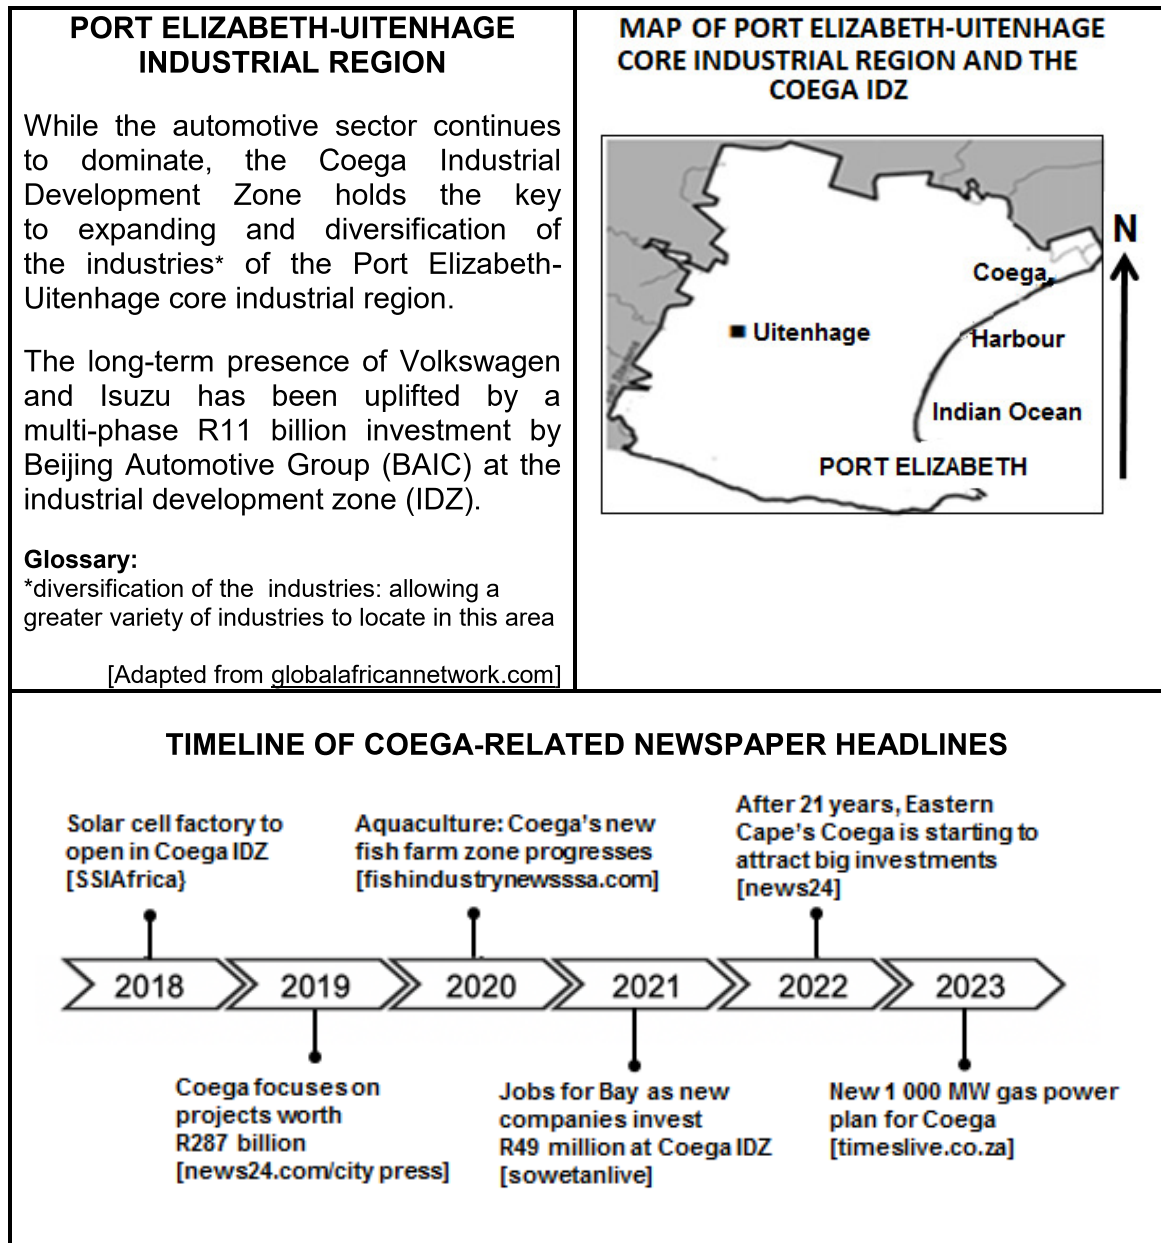 PORT ELIZABETH-UITENHAGE
INDUSTRIAL REGION
While the automotive sector continues
to dominate, the Coega Industrial
Development Zone holds the key
to expanding and diversification of
the industries* of the Port Elizabeth-
Uitenhage core industrial region.
The long-term presence of Volkswagen
and Isuzu has been uplifted by a
multi-phase R11 billion investment by
Beijing Automotive Group (BAIC) at the
industrial development zone (IDZ).
Glossary:
*diversification of the industries: allowing a
greater variety of industries to locate in this area
[Adapted from globalafricannetwork.com]
MAP OF PORT ELIZABETH-UITENHAGE
CORE INDUSTRIAL REGION AND THE
COEGA IDZ
N
Coega
Uitenhage
Harbour
Indian Ocean
PORT ELIZABETH
TIMELINE OF COEGA-RELATED NEWSPAPER HEADLINES
Solar cell factory to
open in Coega IDZ
[SSIAfrica}
Aquaculture: Coega's new
fish farm zone progresses
[fishindustrynewsssa.com]
After 21 years, Eastern
Cape's Coega is starting to
attract big investments
[news24]
2018
2019
2020
2021
2022
2023
Coega focuses on
projects worth
R287 billion
[news24.com/city press]
Jobs for Bay as new
companies invest
R49 million at Coega IDZ
[sowetanlive]
New 1 000 MW gas power
plan for Coega
[timeslive.co.za]